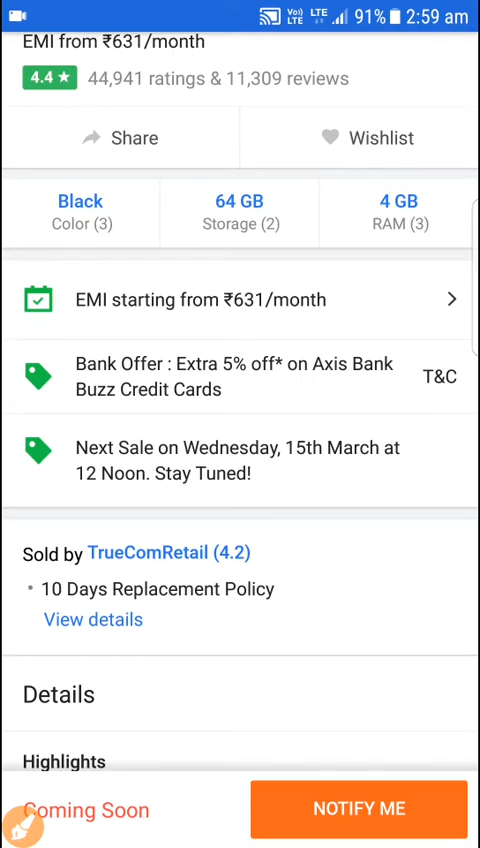 Vo)) LTE LTE 91% 2:59 am
EMI from ₹631/month
4.4 ★ 44,941 ratings & 11,309 reviews
Share Wishlist
Black 64 GB 4 GB
Color (3) Storage (2) RAM (3)
EMI starting from ₹631/month
Bank Offer : Extra 5% off* on Axis Bank
Buzz Credit Cards
T&C
Next Sale on Wednesday, 15th March at
12 Noon. Stay Tuned!
Sold by TrueComRetail (4.2)
• 10 Days Replacement Policy
View details
Details
Highlights
Coming Soon NOTIFY ME